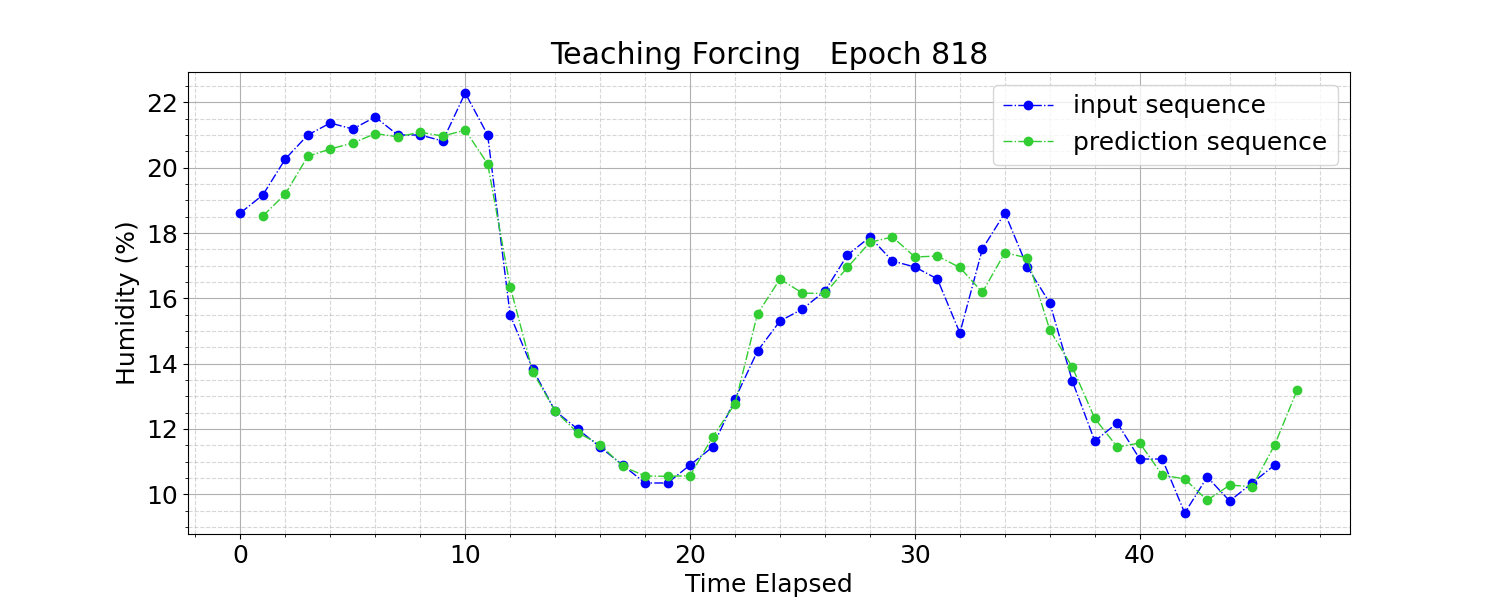 Teaching Forcing   Epoch 818
input sequence
prediction sequence
Humidity (%)
22
20
18
16
14
12
10
0 10 20 30 40
Time Elapsed